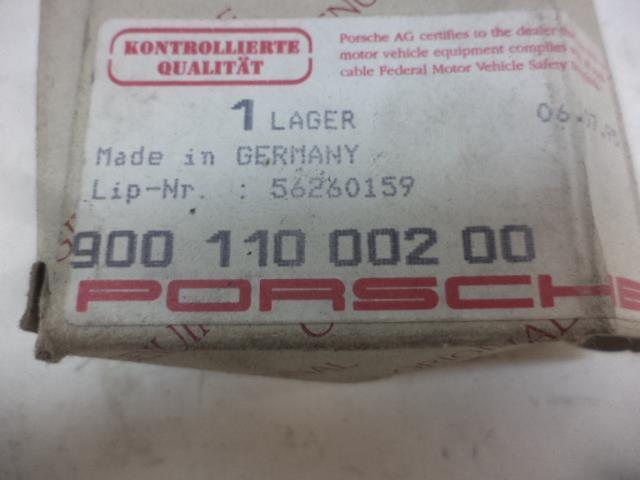 KONTROLLIERTE
QUALITÄT
Porsche AG certifies to the dealer
motor vehicle equipment complies
cable Federal Motor Vehicle Safety
1 LAGER
Made in GERMANY
Lip-Nr. : 56260159
900 110 002 00
PORSCHE
ORIGINAL